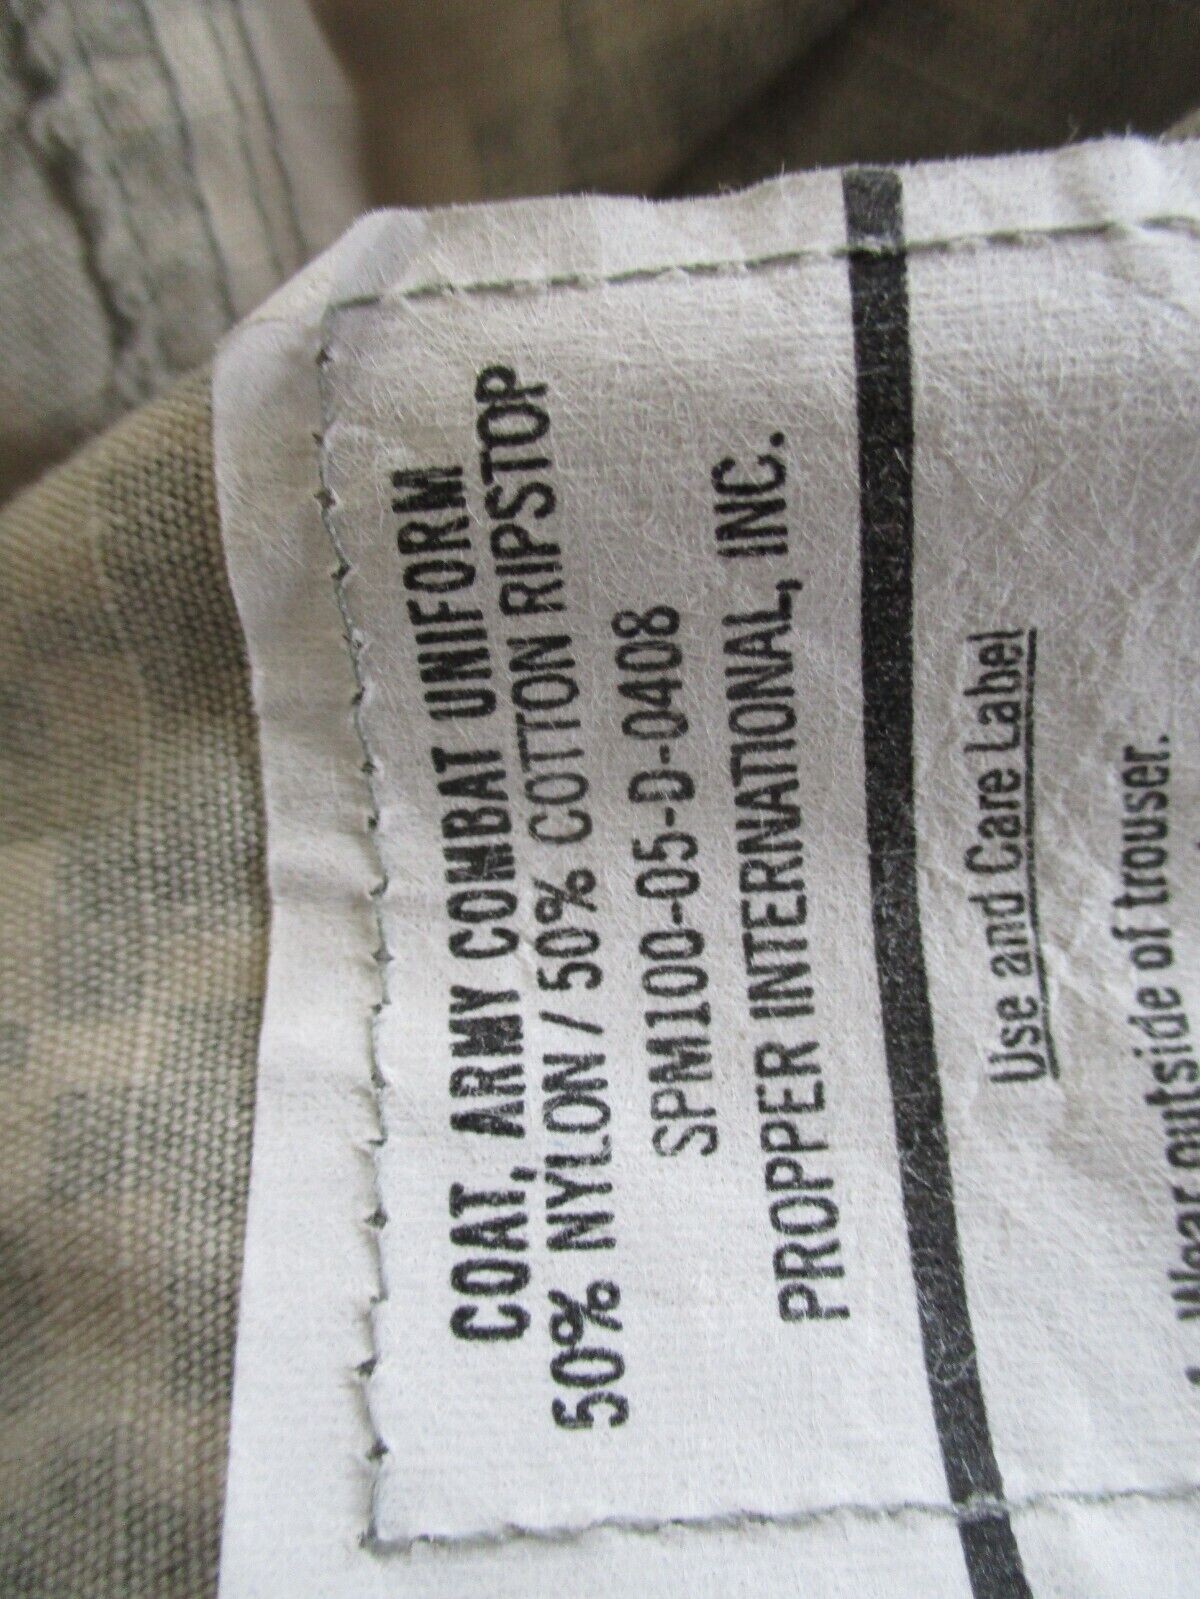 COAT, ARMY COMBAT UNIFORM
50% NYLON / 50% COTTON RIPSTOP
SPM100-05-D-0408
PROPPER INTERNATIONAL, INC.
Use and Care Label
Wear outside of trouser.